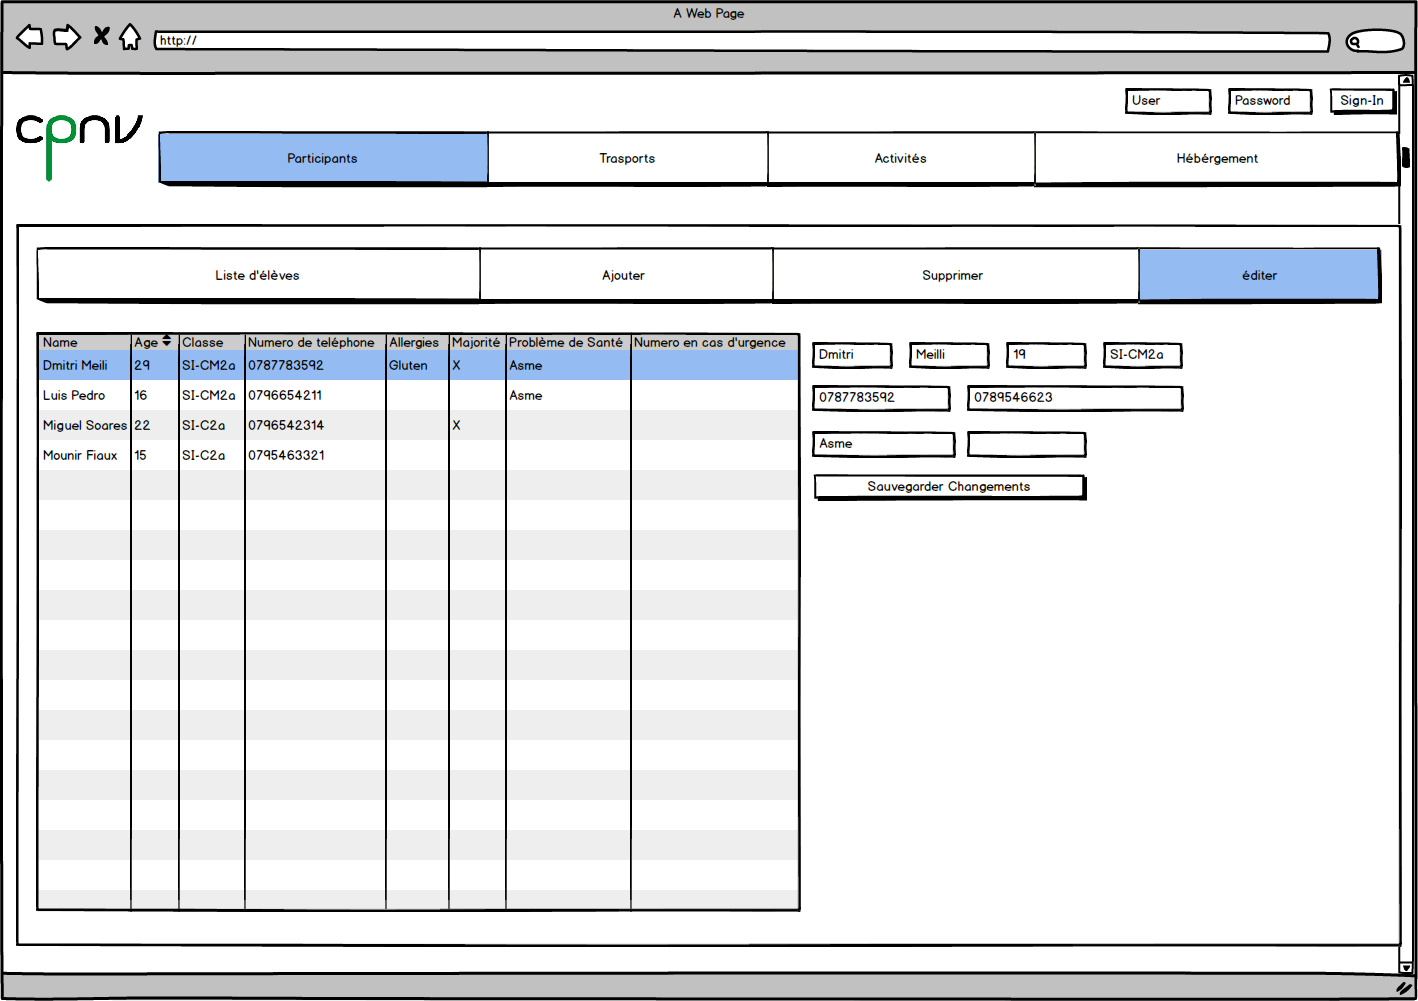 A Web Page
http://
User Password Sign-In
cpnv
Participants Trasports Activités Hébérgement
Liste d'élèves Ajouter Supprimer éditer
Name Age Classe Numero de teléphone Allergies Majorité Problème de Santé Numero en cas d'urgence
Dmitri Meili 29 SI-CM2a 0787783592 Gluten X Asme
Luis Pedro 16 SI-CM2a 0796654211 Asme
Miguel Soares 22 SI-C2a 0796542314 X
Mounir Fiaux 15 SI-C2a 0795463321
Dmitri Meilli 19 SI-CM2a
0787783592 0789546623
Asme
Sauvegarder Changements